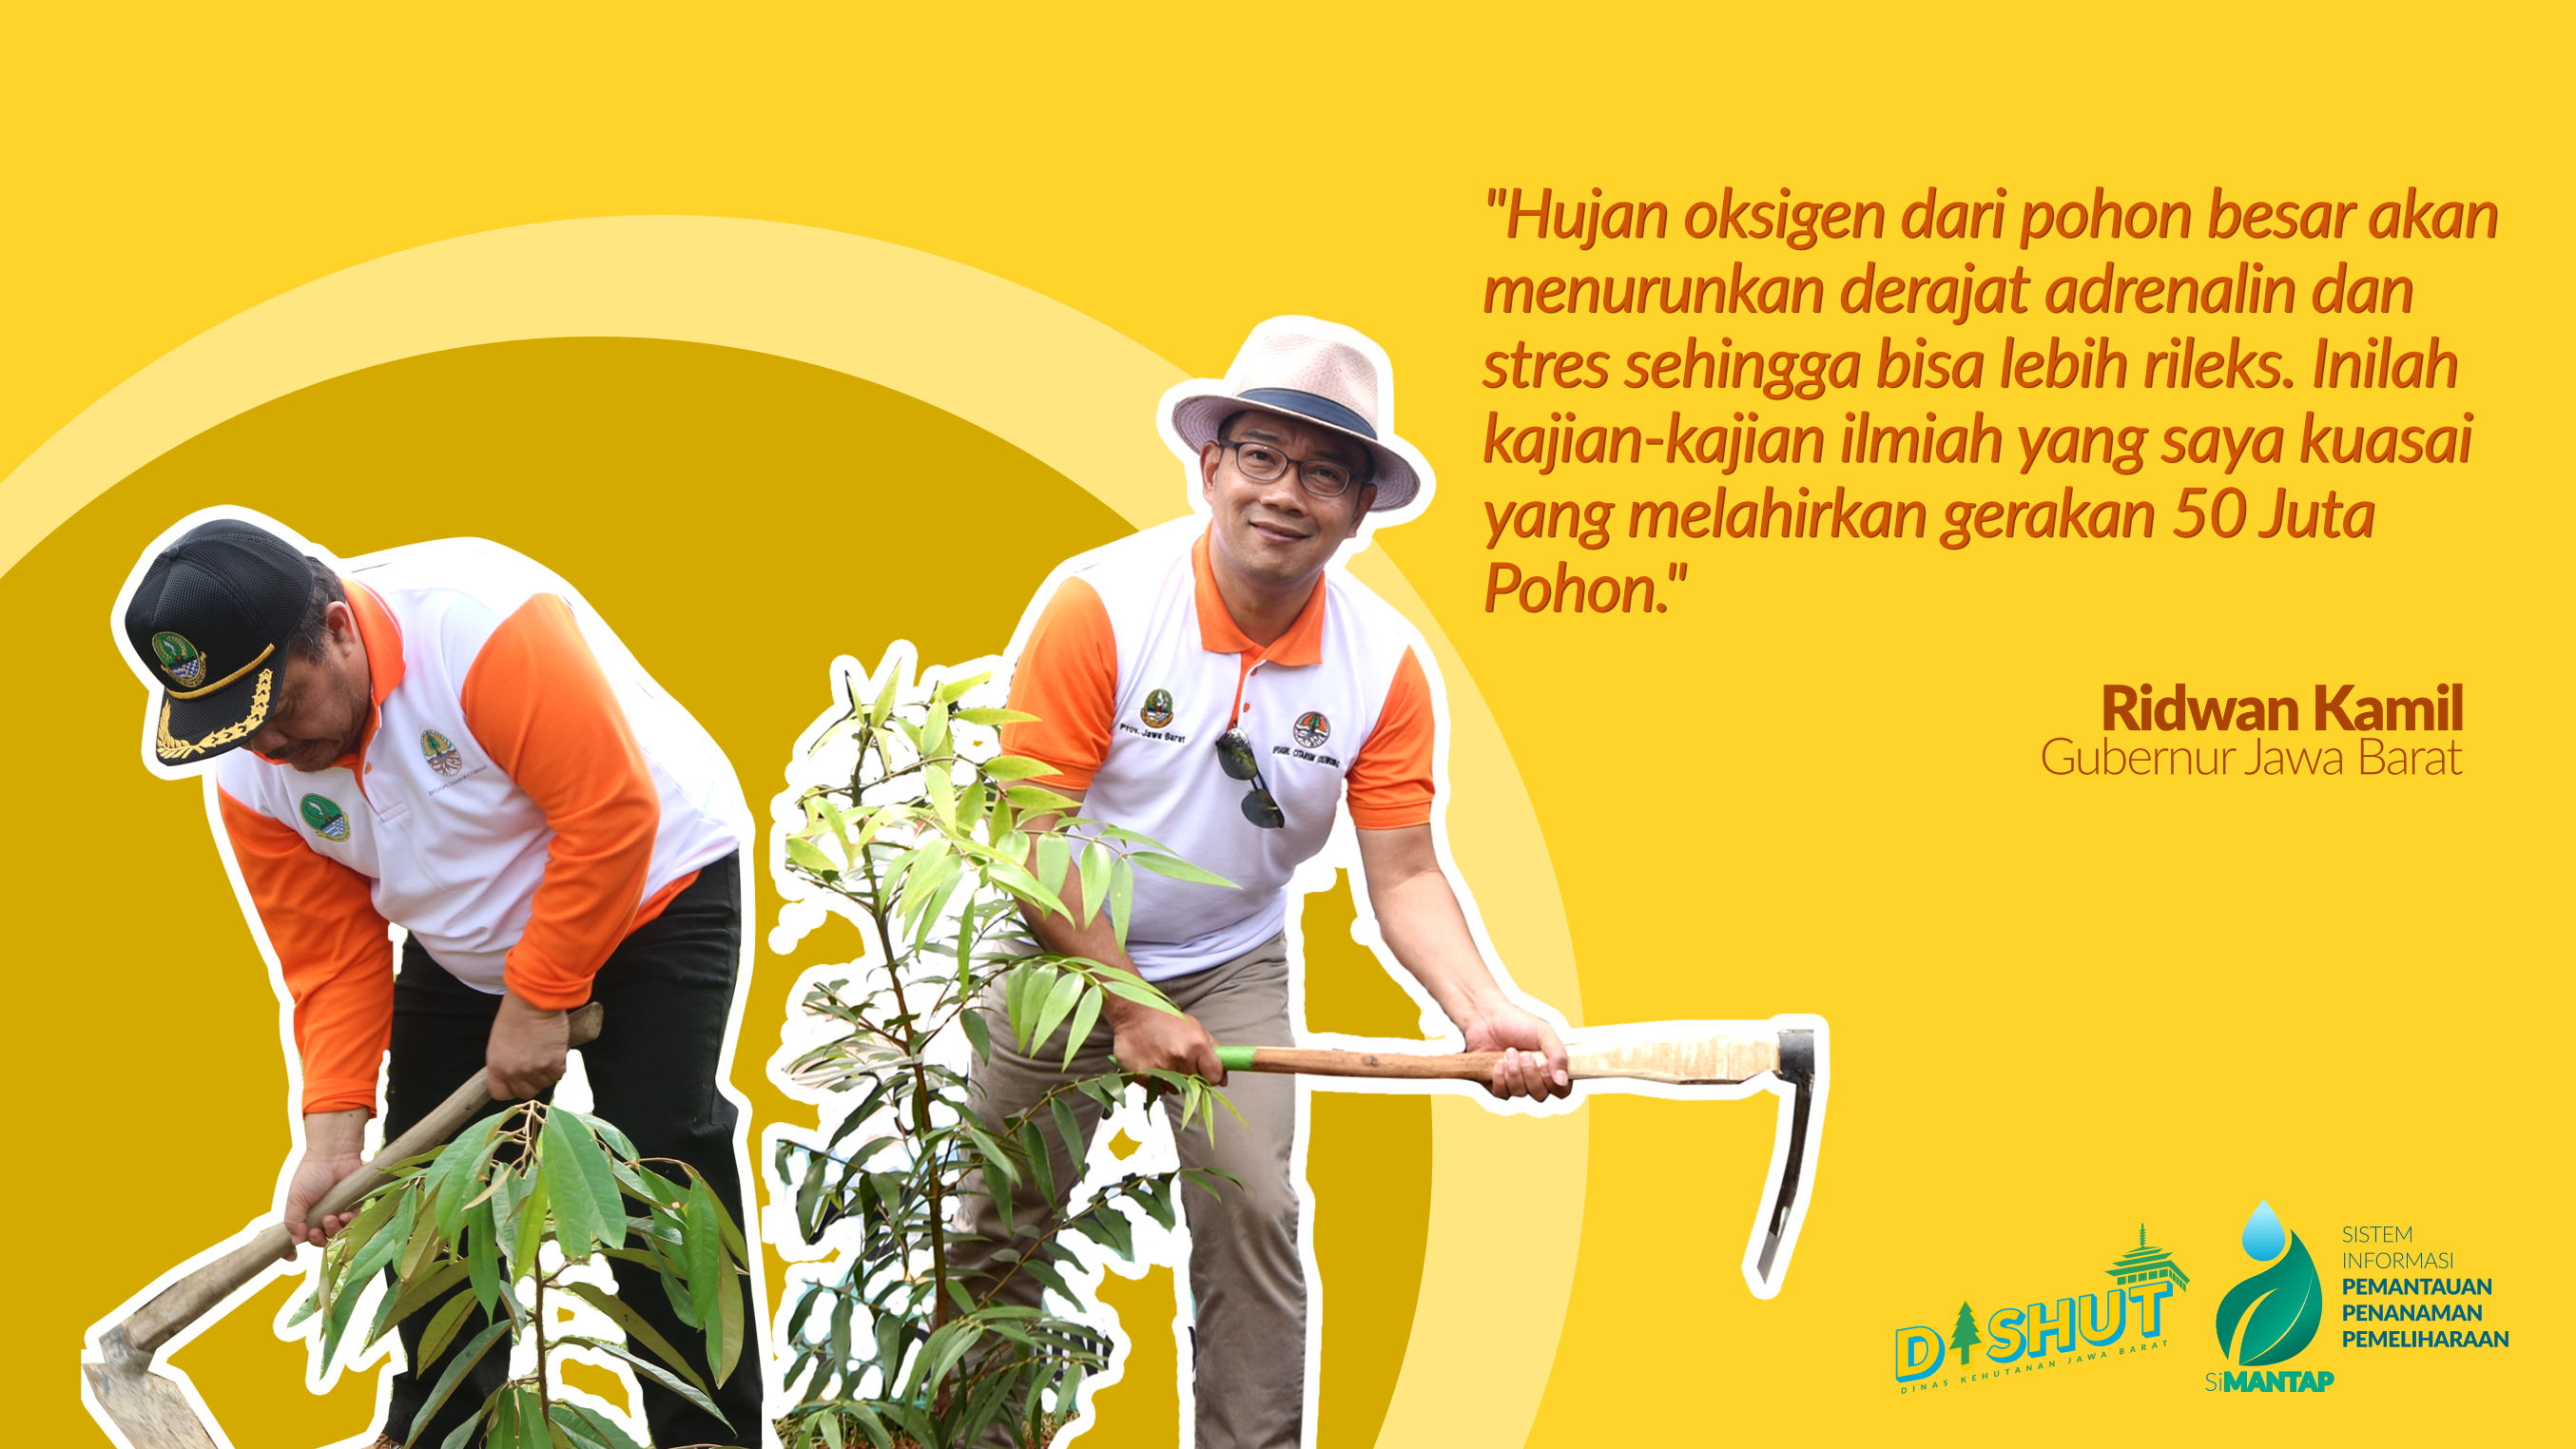 "Hujan oksigen dari pohon besar akan
menurunkan derajat adrenalin dan
stres sehingga bisa lebih rileks. Inilah
kajian-kajian ilmiah yang saya kuasai
yang melahirkan gerakan 50 Juta
Pohon."
Ridwan Kamil
Gubernur Jawa Barat
Prov. Jawa Barat
DISHUT
DINAS KEHUTANAN JAWA BARAT
SiMANTAP
SISTEM
INFORMASI
PEMANTAUAN
PENANAMAN
PEMELIHARAAN